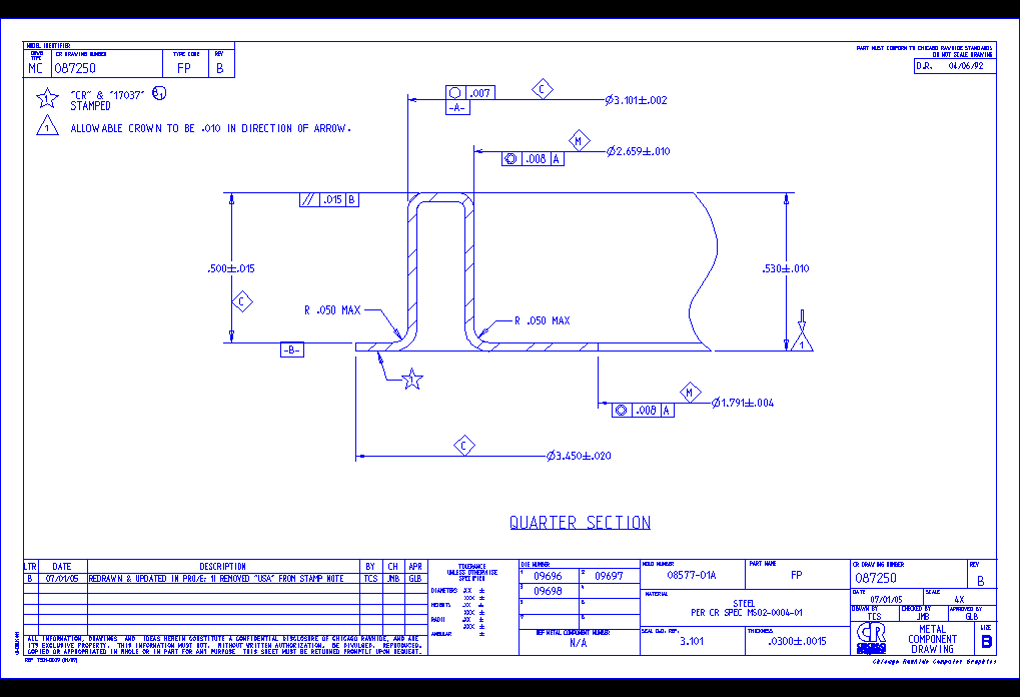 MODEL IDENTIFIER
DRWG TYPE CR DRAWING NUMBER TYPE CODE REV
MC 087250 FP B
PART MUST CONFORM TO CHICAGO RAWHIDE STANDARDS
DO NOT SCALE DRAWING
D.R. 04/06/92
1 "CR" & "17037" B1
STAMPED
1 ALLOWABLE CROWN TO BE .010 IN DIRECTION OF ARROW.
.007 C
-A- Ø3.101±.002
M
.008 A Ø2.659±.010
// .015 B
.500±.015 .530±.010
C
R .050 MAX
R .050 MAX
-B- 1
1
M
.008 A Ø1.791±.004
C
Ø3.450±.020
QUARTER SECTION
LTR DATE DESCRIPTION BY CH APR
B 07/01/05 REDRAWN & UPDATED IN PRO/E; 1) REMOVED "USA" FROM STAMP NOTE TCS JMB GLB
ALL INFORMATION, DRAWINGS AND IDEAS HEREIN CONSTITUTE A CONFIDENTIAL DISCLOSURE OF CHICAGO RAWHIDE, AND ARE
ITS EXCLUSIVE PROPERTY. THIS INFORMATION MUST NOT, WITHOUT WRITTEN AUTHORIZATION, BE DIVULGED, REPRODUCED,
COPIED OR APPROPRIATED IN WHOLE OR IN PART FOR ANY PURPOSE THIS SHEET MUST BE RETURNED PROMPTLY UPON REQUEST.
TOLERANCE
UNLESS OTHERWISE
SPECIFIED
DIAMETERS .XX ±
.XXX ±
HEIGHTS .XX ±
.XXX ±
RADII .XX ±
.XXX ±
ANGULAR ±
DIE NUMBER
1 09696 2 09697
3 09698 4
5 6
7 8
REF METAL COMPONENT NUMBER
N/A
MOLD NUMBER
08577-01A
PART NAME
FP
MATERIAL
STEEL
PER CR SPEC MS02-0004-01
SEAL O.D. REF.
3.101
THICKNESS
.0300±.0015
CR DRAWING NUMBER REV
087250 B
DATE SCALE
07/01/05 4X
DRAWN BY CHECKED BY APPROVED BY
TCS JMB GLB
CR
METAL
COMPONENT
DRAWING
SIZE
B
Chicago Rawhide Computer Graphics